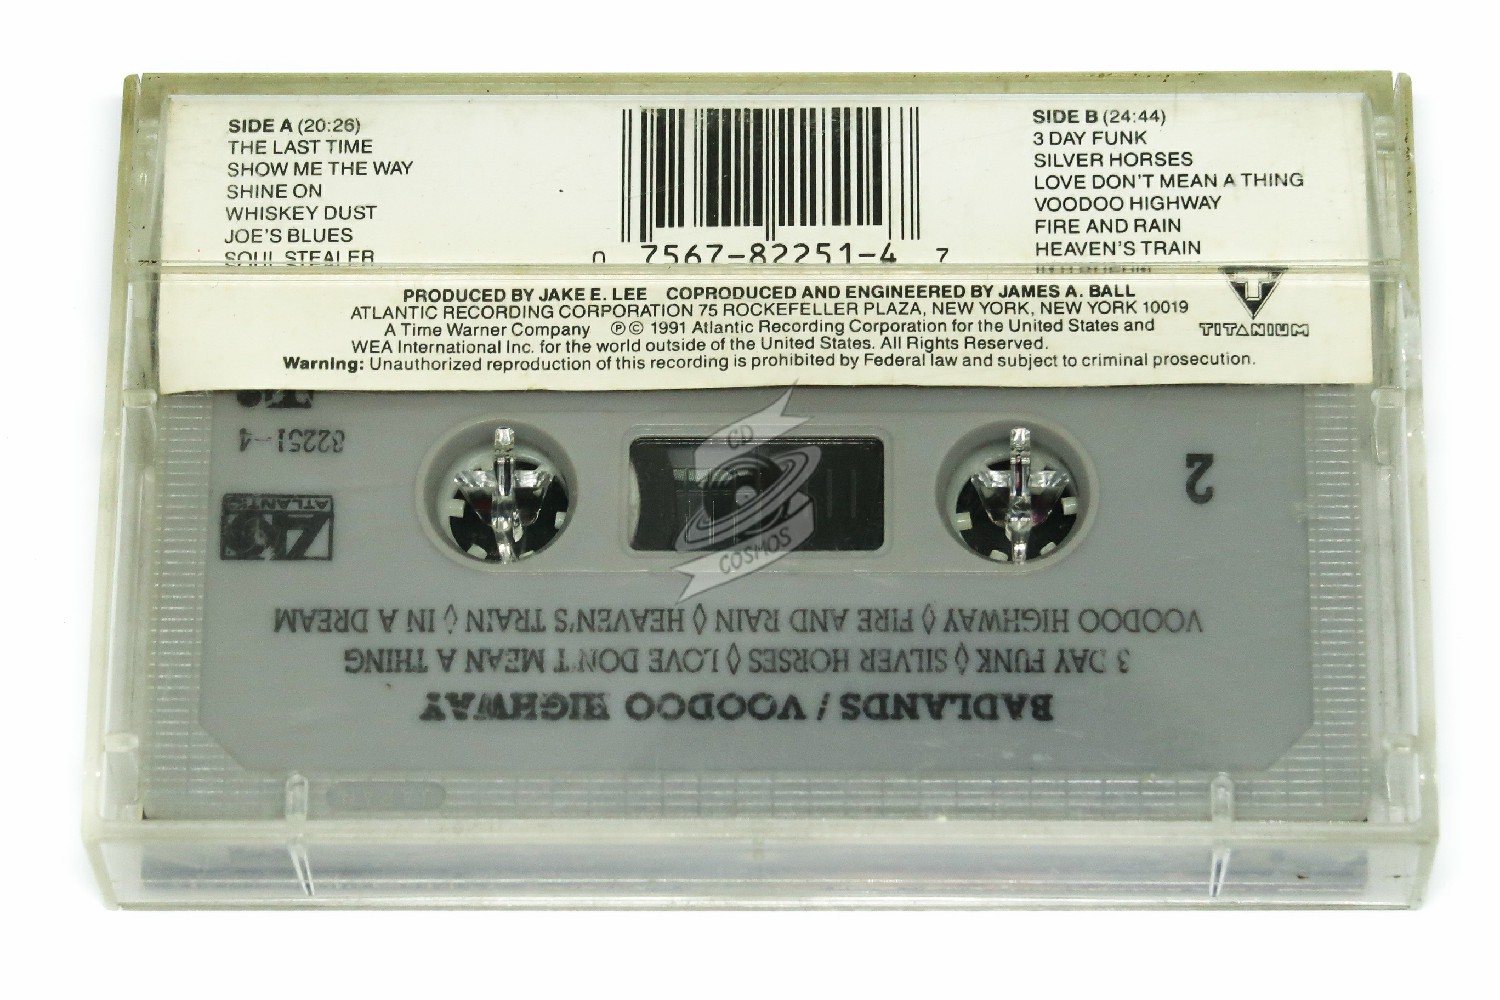 SIDE A (20:26)
THE LAST TIME
SHOW ME THE WAY
SHINE ON
WHISKEY DUST
JOE'S BLUES
SOUL STEALER
0 7567-82251-4 7
SIDE B (24:44)
3 DAY FUNK
SILVER HORSES
LOVE DON'T MEAN A THING
VOODOO HIGHWAY
FIRE AND RAIN
HEAVEN'S TRAIN
T
TITANIUM
PRODUCED BY JAKE E. LEE COPRODUCED AND ENGINEERED BY JAMES A. BALL
ATLANTIC RECORDING CORPORATION 75 ROCKEFELLER PLAZA, NEW YORK, NEW YORK 10019
A Time Warner Company ℗© 1991 Atlantic Recording Corporation for the United States and
WEA International Inc. for the world outside of the United States. All Rights Reserved.
Warning: Unauthorized reproduction of this recording is prohibited by Federal law and subject to criminal prosecution.
82251-4
ATLANTIC
2
CD
COSMOS
BADLANDS / VOODOO HIGHWAY
3 DAY FUNK ◊ SILVER HORSES ◊ LOVE DON'T MEAN A THING
VOODOO HIGHWAY ◊ FIRE AND RAIN ◊ HEAVEN'S TRAIN ◊ IN A DREAM